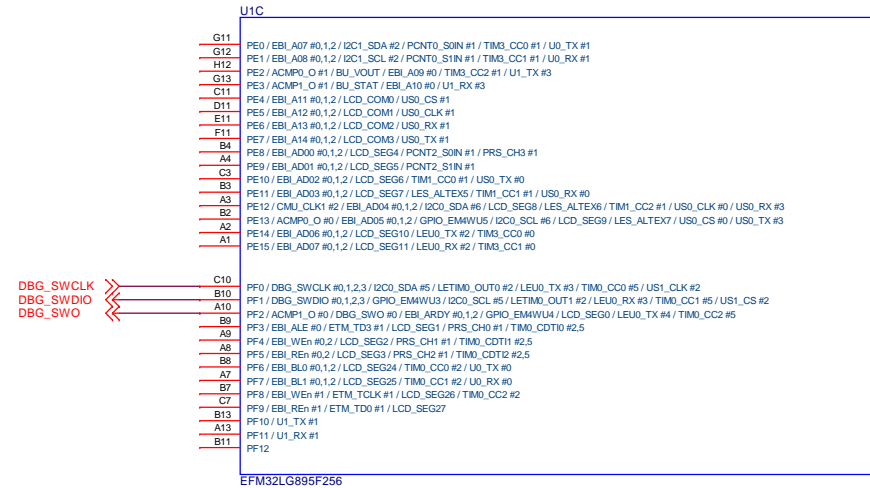 U1C
G11 PE0 / EBI_A07 #0,1,2 / I2C1_SDA #2 / PCNT0_S0IN #1 / TIM3_CC0 #1 / U0_TX #1
G12 PE1 / EBI_A08 #0,1,2 / I2C1_SCL #2 / PCNT0_S1IN #1 / TIM3_CC1 #1 / U0_RX #1
H12 PE2 / ACMP0_O #1 / BU_VOUT / EBI_A09 #0 / TIM3_CC2 #1 / U1_TX #3
G13 PE3 / ACMP1_O #1 / BU_STAT / EBI_A10 #0 / U1_RX #3
C11 PE4 / EBI_A11 #0,1,2 / LCD_COM0 / US0_CS #1
D11 PE5 / EBI_A12 #0,1,2 / LCD_COM1 / US0_CLK #1
E11 PE6 / EBI_A13 #0,1,2 / LCD_COM2 / US0_RX #1
F11 PE7 / EBI_A14 #0,1,2 / LCD_COM3 / US0_TX #1
B4 PE8 / EBI_AD00 #0,1,2 / LCD_SEG4 / PCNT2_S0IN #1 / PRS_CH3 #1
A4 PE9 / EBI_AD01 #0,1,2 / LCD_SEG5 / PCNT2_S1IN #1
C3 PE10 / EBI_AD02 #0,1,2 / LCD_SEG6 / TIM1_CC0 #1 / US0_TX #0
B3 PE11 / EBI_AD03 #0,1,2 / LCD_SEG7 / LES_ALTEX5 / TIM1_CC1 #1 / US0_RX #0
A3 PE12 / CMU_CLK1 #2 / EBI_AD04 #0,1,2 / I2C0_SDA #6 / LCD_SEG8 / LES_ALTEX6 / TIM1_CC2 #1 / US0_CLK #0 / US0_RX #3
B2 PE13 / ACMP0_O #0 / EBI_AD05 #0,1,2 / GPIO_EM4WU5 / I2C0_SCL #6 / LCD_SEG9 / LES_ALTEX7 / US0_CS #0 / US0_TX #3
A2 PE14 / EBI_AD06 #0,1,2 / LCD_SEG10 / LEU0_TX #2 / TIM3_CC0 #0
A1 PE15 / EBI_AD07 #0,1,2 / LCD_SEG11 / LEU0_RX #2 / TIM3_CC1 #0
DBG_SWCLK C10 PF0 / DBG_SWCLK #0,1,2,3 / I2C0_SDA #5 / LETIM0_OUT0 #2 / LEU0_TX #3 / TIM0_CC0 #5 / US1_CLK #2
DBG_SWDIO B10 PF1 / DBG_SWDIO #0,1,2,3 / GPIO_EM4WU3 / I2C0_SCL #5 / LETIM0_OUT1 #2 / LEU0_RX #3 / TIM0_CC1 #5 / US1_CS #2
DBG_SWO A10 PF2 / ACMP1_O #0 / DBG_SWO #0 / EBI_ARDY #0,1,2 / GPIO_EM4WU4 / LCD_SEG0 / LEU0_TX #4 / TIM0_CC2 #5
B9 PF3 / EBI_ALE #0 / ETM_TD3 #1 / LCD_SEG1 / PRS_CH0 #1 / TIM0_CDTI0 #2,5
A9 PF4 / EBI_WEn #0,2 / LCD_SEG2 / PRS_CH1 #1 / TIM0_CDTI1 #2,5
A8 PF5 / EBI_REn #0,2 / LCD_SEG3 / PRS_CH2 #1 / TIM0_CDTI2 #2,5
B8 PF6 / EBI_BL0 #0,1,2 / LCD_SEG24 / TIM0_CC0 #2 / U0_TX #0
A7 PF7 / EBI_BL1 #0,1,2 / LCD_SEG25 / TIM0_CC1 #2 / U0_RX #0
B7 PF8 / EBI_WEn #1 / ETM_TCLK #1 / LCD_SEG26 / TIM0_CC2 #2
C7 PF9 / EBI_REn #1 / ETM_TD0 #1 / LCD_SEG27
B13 PF10 / U1_TX #1
A13 PF11 / U1_RX #1
B11 PF12
EFM32LG895F256